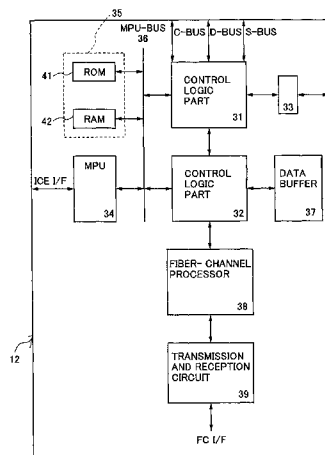 35
MPU-BUS
36
C-BUS D-BUS S-BUS
41
ROM
42
RAM
CONTROL
LOGIC
PART
31
33
ICE I/F
MPU
34
CONTROL
LOGIC
PART
32
DATA
BUFFER
37
FIBER- CHANNEL
PROCESSOR
38
12
TRANSMISSION
AND RECEPTION
CIRCUIT
39
FC I/F